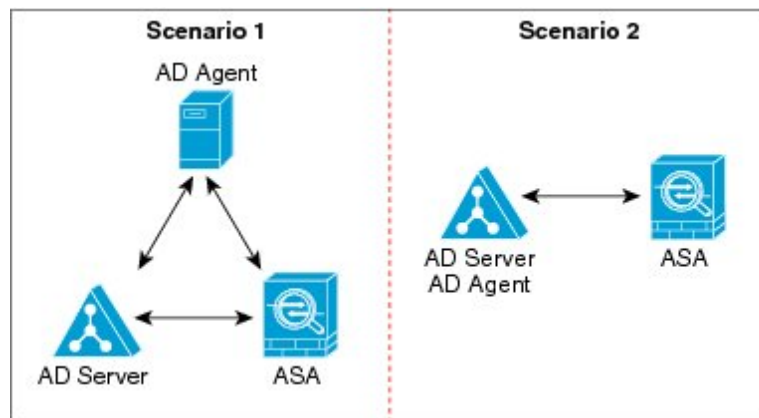 Scenario 1
AD Agent
AD Server
ASA
Scenario 2
AD Server
AD Agent
ASA